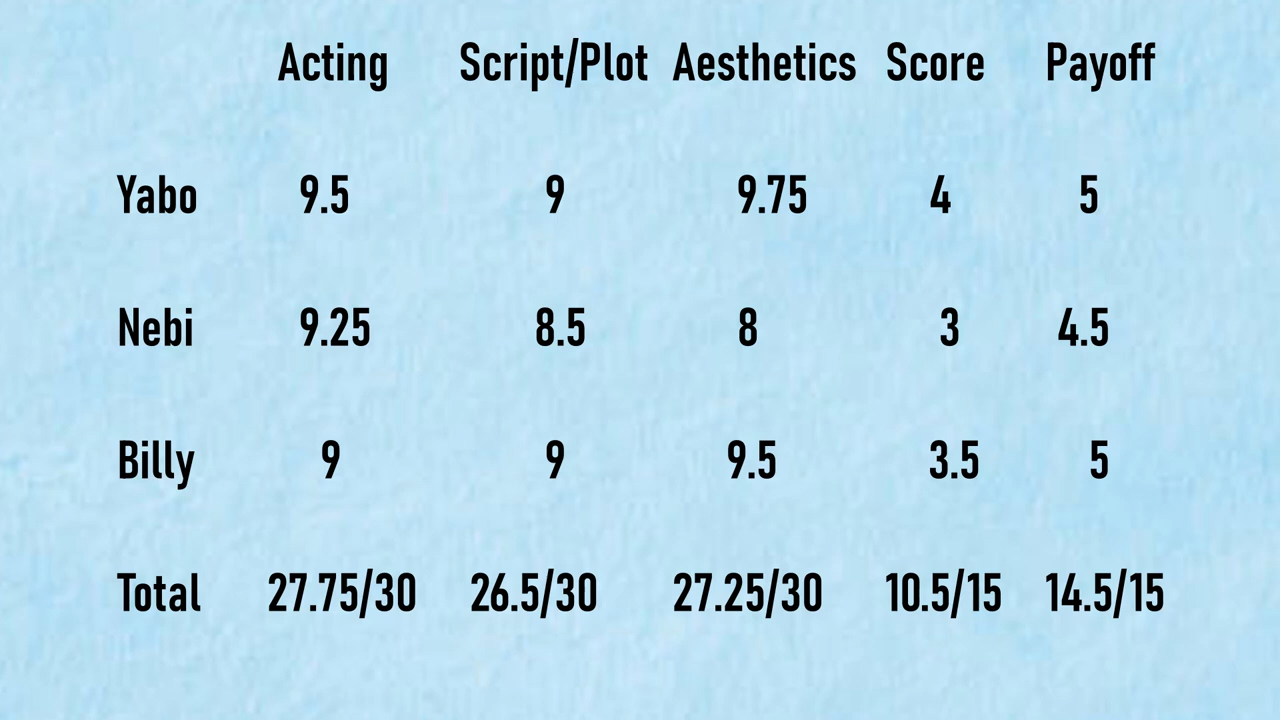 Acting Script/Plot Aesthetics Score Payoff
Yabo 9.5 9 9.75 4 5
Nebi 9.25 8.5 8 3 4.5
Billy 9 9 9.5 3.5 5
Total 27.75/30 26.5/30 27.25/30 10.5/15 14.5/15